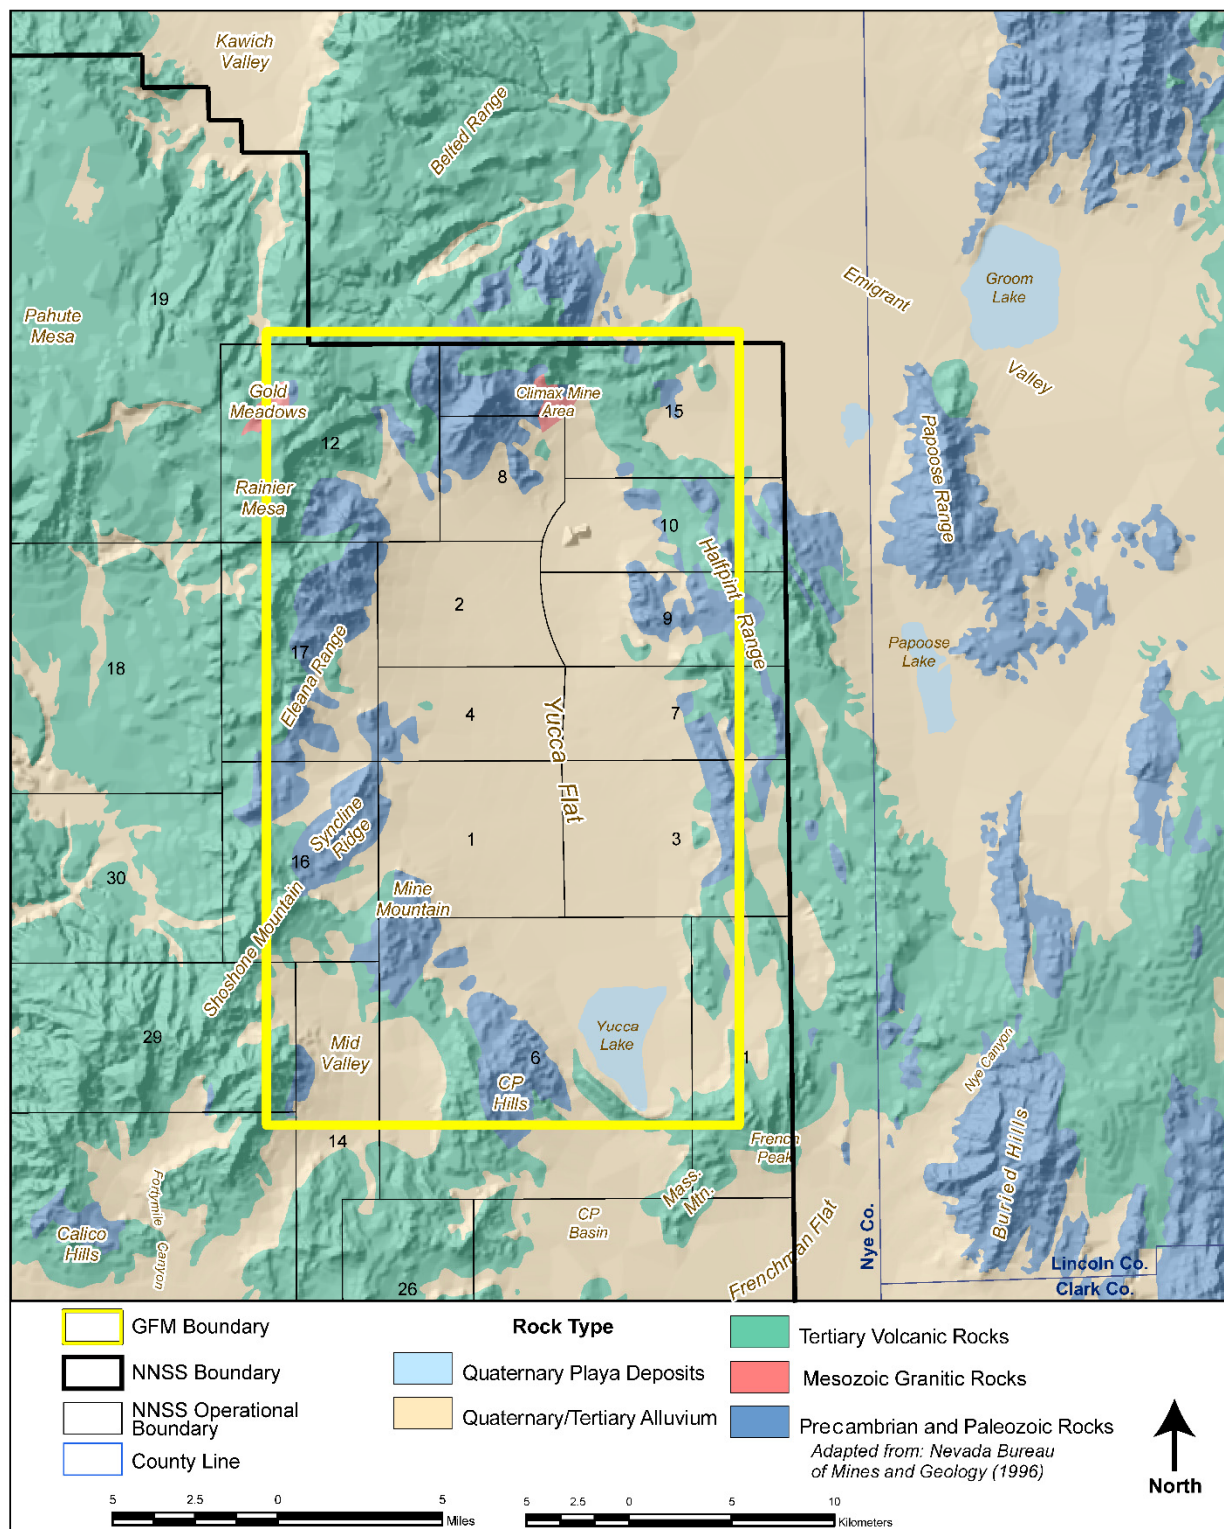 Kawich
Valley
Belted Range
19
Pahute
Mesa
Emigrant
Valley
Groom
Lake
Gold
Meadows
Climax Mine
Area
15
12
8
Rainier
Mesa
10
Papoose Range
Halfpint Range
2
9
17
Eleana Range
18
Papoose
Lake
4
7
Yucca Flat
Syncline
Ridge
1
3
16
30
Mine
Mountain
Shoshone Mountain
29
Mid
Valley
Yucca
Lake
6
CP
Hills
1
Nye Canyon
Buried Hills
14
French
Peak
Mass.
Mtn.
Fortymile
Canyon
Calico
Hills
CP
Basin
Frenchman Flat
26
Nye Co.
Lincoln Co.
Clark Co.
GFM Boundary
NNSS Boundary
NNSS Operational
Boundary
County Line
Rock Type
Quaternary Playa Deposits
Quaternary/Tertiary Alluvium
Tertiary Volcanic Rocks
Mesozoic Granitic Rocks
Precambrian and Paleozoic Rocks
Adapted from: Nevada Bureau
of Mines and Geology (1996)
North
5 2.5 0 5
Miles
5 2.5 0 5 10
Kilometers